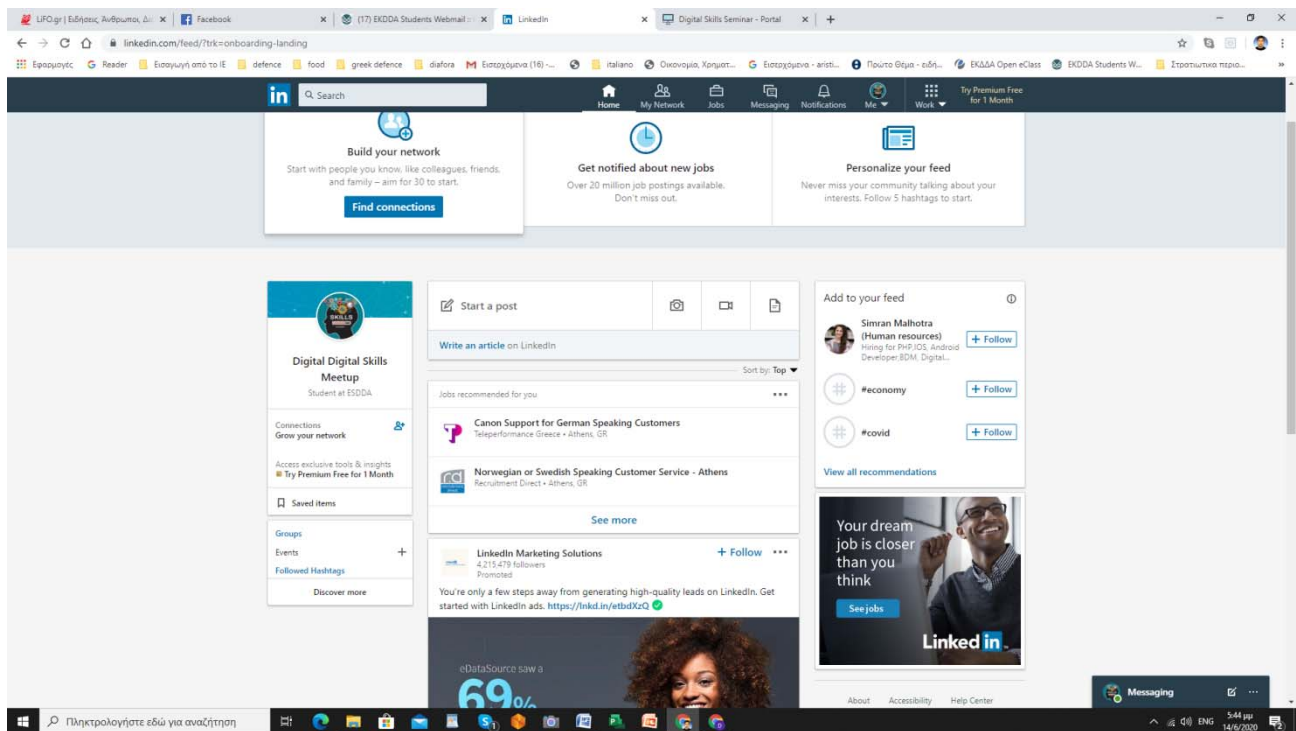 LiFO.gr | Ειδήσεις, Άνθρωποι, Δι
Facebook
(17) EKDDA Students Webmail ::
LinkedIn
Digital Skills Seminar - Portal
linkedin.com/feed/?trk=onboarding-landing
Εφαρμογές
Reader
Εισαγωγή από το IE
defence
food
greek defence
diafora
Εισερχόμενα (16) -...
italiano
Οικονομία, Χρηματ...
Εισερχόμενα - aristi...
Πρώτο Θέμα - ειδή...
ΕΚΔΔΑ Open eClass
EKDDA Students W...
Στρατιωτικα περιο...
in
Search
Home
My Network
Jobs
Messaging
Notifications
Me
Work
Try Premium Free
for 1 Month
Build your network
Start with people you know, like colleagues, friends,
and family – aim for 30 to start.
Find connections
Get notified about new jobs
Over 20 million job postings available.
Don't miss out.
Personalize your feed
Never miss your community talking about your
interests. Follow 5 hashtags to start.
SKILLS
Digital Digital Skills
Meetup
Student at ESDDA
Connections
Grow your network
Access exclusive tools & insights
Try Premium Free for 1 Month
Saved items
Groups
Events
Followed Hashtags
Discover more
Start a post
Write an article on LinkedIn
Sort by: Top
Jobs recommended for you
Canon Support for German Speaking Customers
Teleperformance Greece • Athens, GR
Norwegian or Swedish Speaking Customer Service - Athens
Recruitment Direct • Athens, GR
See more
LinkedIn Marketing Solutions
4,215,479 followers
Promoted
+ Follow
You're only a few steps away from generating high-quality leads on LinkedIn. Get
started with LinkedIn ads. https://lnkd.in/etbdXzQ
eDataSource saw a
69%
Add to your feed
Simran Malhotra
(Human resources)
Hiring for PHP,IOS, Android
Developer,BDM, Digital...
+ Follow
#economy
+ Follow
#covid
+ Follow
View all recommendations
Your dream
job is closer
than you
think
See jobs
Linked in
About Accessibility Help Center
Messaging
Πληκτρολογήστε εδώ για αναζήτηση
ENG
5:44 μμ
14/6/2020